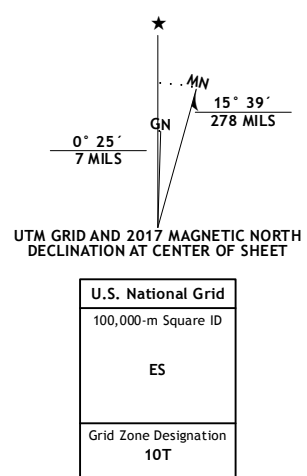 MN
15° 39´
278 MILS
GN
0° 25´
7 MILS
UTM GRID AND 2017 MAGNETIC NORTH
DECLINATION AT CENTER OF SHEET
U.S. National Grid
100,000-m Square ID
ES
Grid Zone Designation
10T